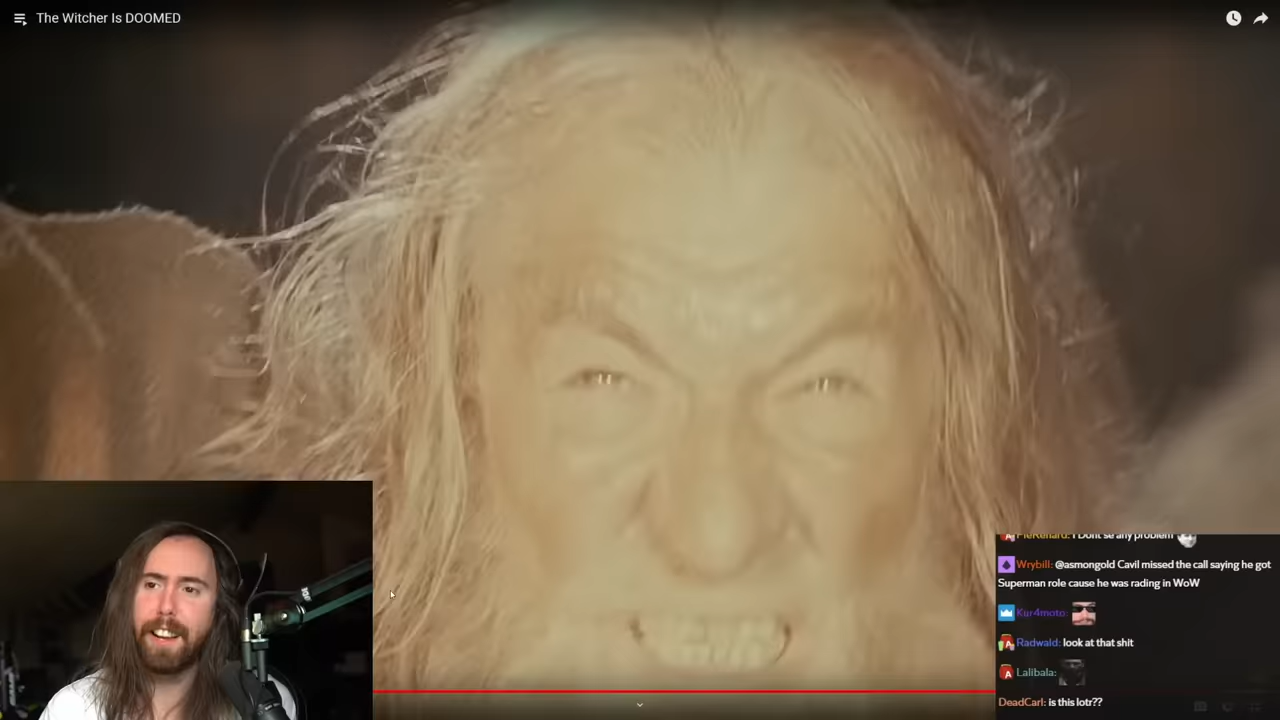 The Witcher Is DOOMED
PieRenard: I Dont se any problem
Wrybill: @asmongold Cavil missed the call saying he got
Superman role cause he was rading in WoW
Kur4moto:
Radwald: look at that shit
Lalibala:
DeadCarl: is this lotr??